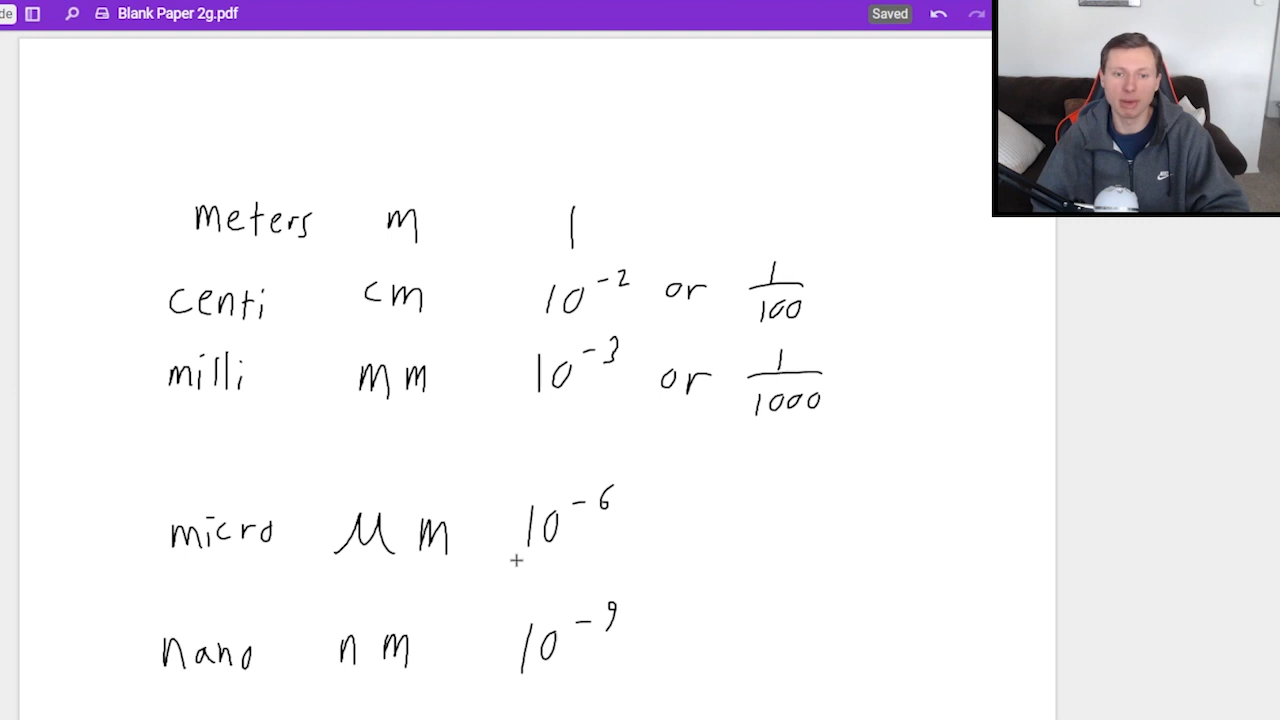 de Blank Paper 2g.pdf Saved
meters m 1
centi cm 10⁻² or 1/100
milli mm 10⁻³ or 1/1000
micro μm 10⁻⁶
nano nm 10⁻⁹